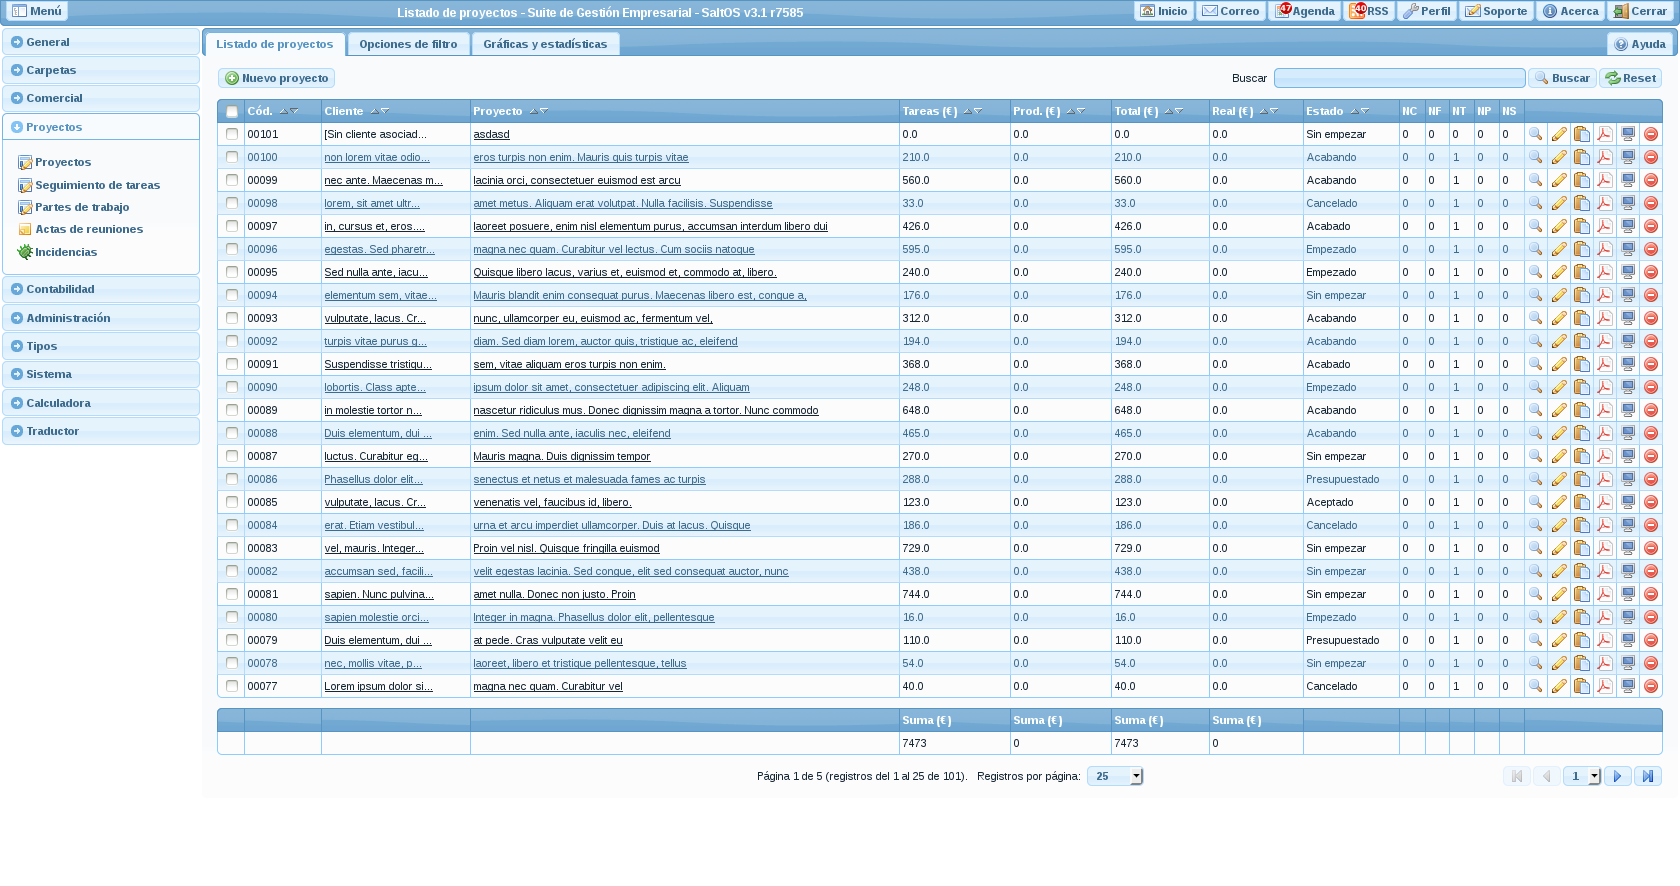 Menú
Listado de proyectos - Suite de Gestión Empresarial - SaltOS v3.1 r7585
Inicio Correo 47 Agenda 40 RSS Perfil Soporte Acerca Cerrar
General
Carpetas
Comercial
Proyectos
Proyectos
Seguimiento de tareas
Partes de trabajo
Actas de reuniones
Incidencias
Contabilidad
Administración
Tipos
Sistema
Calculadora
Traductor
Listado de proyectos Opciones de filtro Gráficas y estadísticas Ayuda
Nuevo proyecto Buscar Buscar Reset
Cód. Cliente Proyecto Tareas (€) Prod. (€) Total (€) Real (€) Estado NC NF NT NP NS
00101 [Sin cliente asociad... asdasd 0.0 0.0 0.0 0.0 Sin empezar 0 0 0 0 0
00100 non lorem vitae odio... eros turpis non enim. Mauris quis turpis vitae 210.0 0.0 210.0 0.0 Acabando 0 0 1 0 0
00099 nec ante. Maecenas m... lacinia orci, consectetuer euismod est arcu 560.0 0.0 560.0 0.0 Acabando 0 0 1 0 0
00098 lorem, sit amet ultr... amet metus. Aliquam erat volutpat. Nulla facilisis. Suspendisse 33.0 0.0 33.0 0.0 Cancelado 0 0 1 0 0
00097 in, cursus et, eros.... laoreet posuere, enim nisl elementum purus, accumsan interdum libero dui 426.0 0.0 426.0 0.0 Acabado 0 0 1 0 0
00096 egestas. Sed pharetr... magna nec quam. Curabitur vel lectus. Cum sociis natoque 595.0 0.0 595.0 0.0 Empezado 0 0 1 0 0
00095 Sed nulla ante, iacu... Quisque libero lacus, varius et, euismod et, commodo at, libero. 240.0 0.0 240.0 0.0 Empezado 0 0 1 0 0
00094 elementum sem, vitae... Mauris blandit enim consequat purus. Maecenas libero est, congue a, 176.0 0.0 176.0 0.0 Sin empezar 0 0 1 0 0
00093 vulputate, lacus. Cr... nunc, ullamcorper eu, euismod ac, fermentum vel, 312.0 0.0 312.0 0.0 Acabando 0 0 1 0 0
00092 turpis vitae purus g... diam. Sed diam lorem, auctor quis, tristique ac, eleifend 194.0 0.0 194.0 0.0 Acabando 0 0 1 0 0
00091 Suspendisse tristiqu... sem, vitae aliquam eros turpis non enim. 368.0 0.0 368.0 0.0 Acabado 0 0 1 0 0
00090 lobortis. Class apte... ipsum dolor sit amet, consectetuer adipiscing elit. Aliquam 248.0 0.0 248.0 0.0 Empezado 0 0 1 0 0
00089 in molestie tortor n... nascetur ridiculus mus. Donec dignissim magna a tortor. Nunc commodo 648.0 0.0 648.0 0.0 Acabando 0 0 1 0 0
00088 Duis elementum, dui ... enim. Sed nulla ante, iaculis nec, eleifend 465.0 0.0 465.0 0.0 Acabando 0 0 1 0 0
00087 luctus. Curabitur eg... Mauris magna. Duis dignissim tempor 270.0 0.0 270.0 0.0 Sin empezar 0 0 1 0 0
00086 Phasellus dolor elit... senectus et netus et malesuada fames ac turpis 288.0 0.0 288.0 0.0 Presupuestado 0 0 1 0 0
00085 vulputate, lacus. Cr... venenatis vel, faucibus id, libero. 123.0 0.0 123.0 0.0 Aceptado 0 0 1 0 0
00084 erat. Etiam vestibul... urna et arcu imperdiet ullamcorper. Duis at lacus. Quisque 186.0 0.0 186.0 0.0 Cancelado 0 0 1 0 0
00083 vel, mauris. Integer... Proin vel nisl. Quisque fringilla euismod 729.0 0.0 729.0 0.0 Sin empezar 0 0 1 0 0
00082 accumsan sed, facili... velit egestas lacinia. Sed congue, elit sed consequat auctor, nunc 438.0 0.0 438.0 0.0 Sin empezar 0 0 1 0 0
00081 sapien. Nunc pulvina... amet nulla. Donec non justo. Proin 744.0 0.0 744.0 0.0 Sin empezar 0 0 1 0 0
00080 sapien molestie orci... Integer in magna. Phasellus dolor elit, pellentesque 16.0 0.0 16.0 0.0 Empezado 0 0 1 0 0
00079 Duis elementum, dui ... at pede. Cras vulputate velit eu 110.0 0.0 110.0 0.0 Presupuestado 0 0 1 0 0
00078 nec, mollis vitae, p... laoreet, libero et tristique pellentesque, tellus 54.0 0.0 54.0 0.0 Sin empezar 0 0 1 0 0
00077 Lorem ipsum dolor si... magna nec quam. Curabitur vel 40.0 0.0 40.0 0.0 Cancelado 0 0 1 0 0
Suma (€) Suma (€) Suma (€) Suma (€)
7473 0 7473 0
Página 1 de 5 (registros del 1 al 25 de 101). Registros por página: 25 1